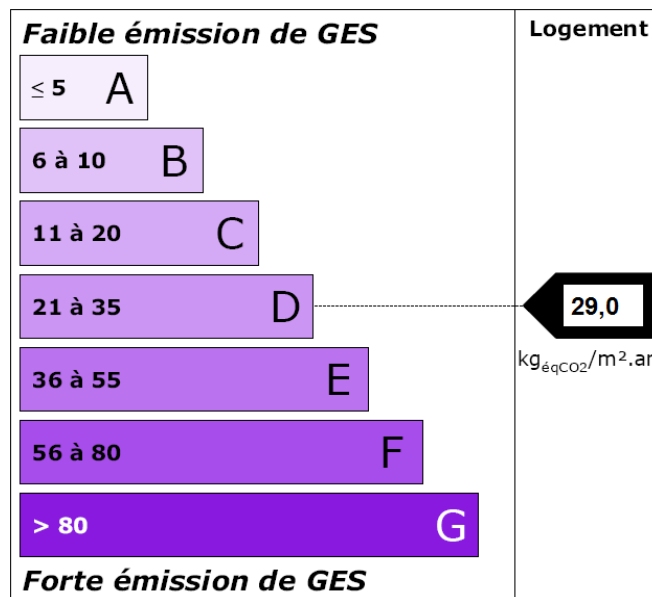 Faible émission de GES
Logement
≤ 5 A
6 à 10 B
11 à 20 C
21 à 35 D
29,0
kgéqCO2/m².an
36 à 55 E
56 à 80 F
> 80 G
Forte émission de GES